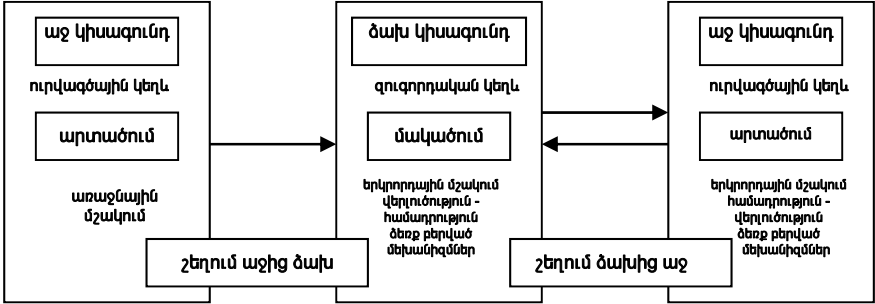 աջ կիսագունդ
ուրվագծային կեղև
արտածում
առաջնային
մշակում
շեղում աջից ձախ
ձախ կիսագունդ
զուգորդական կեղև
մակածում
երկրորդային մշակում
վերլուծություն -
համադրություն
ձեռք բերված
մեխանիզմներ
շեղում ձախից աջ
աջ կիսագունդ
ուրվագծային կեղև
արտածում
երկրորդային մշակում
համադրություն -
վերլուծություն
ձեռք բերված
մեխանիզմներ